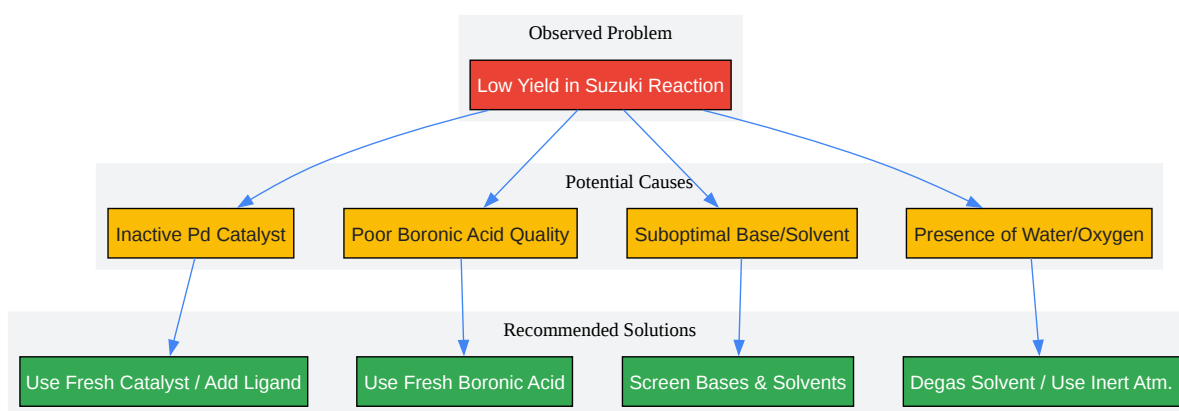 Observed Problem
Low Yield in Suzuki Reaction
Potential Causes
Inactive Pd Catalyst
Poor Boronic Acid Quality
Suboptimal Base/Solvent
Presence of Water/Oxygen
Recommended Solutions
Use Fresh Catalyst / Add Ligand
Use Fresh Boronic Acid
Screen Bases & Solvents
Degas Solvent / Use Inert Atm.